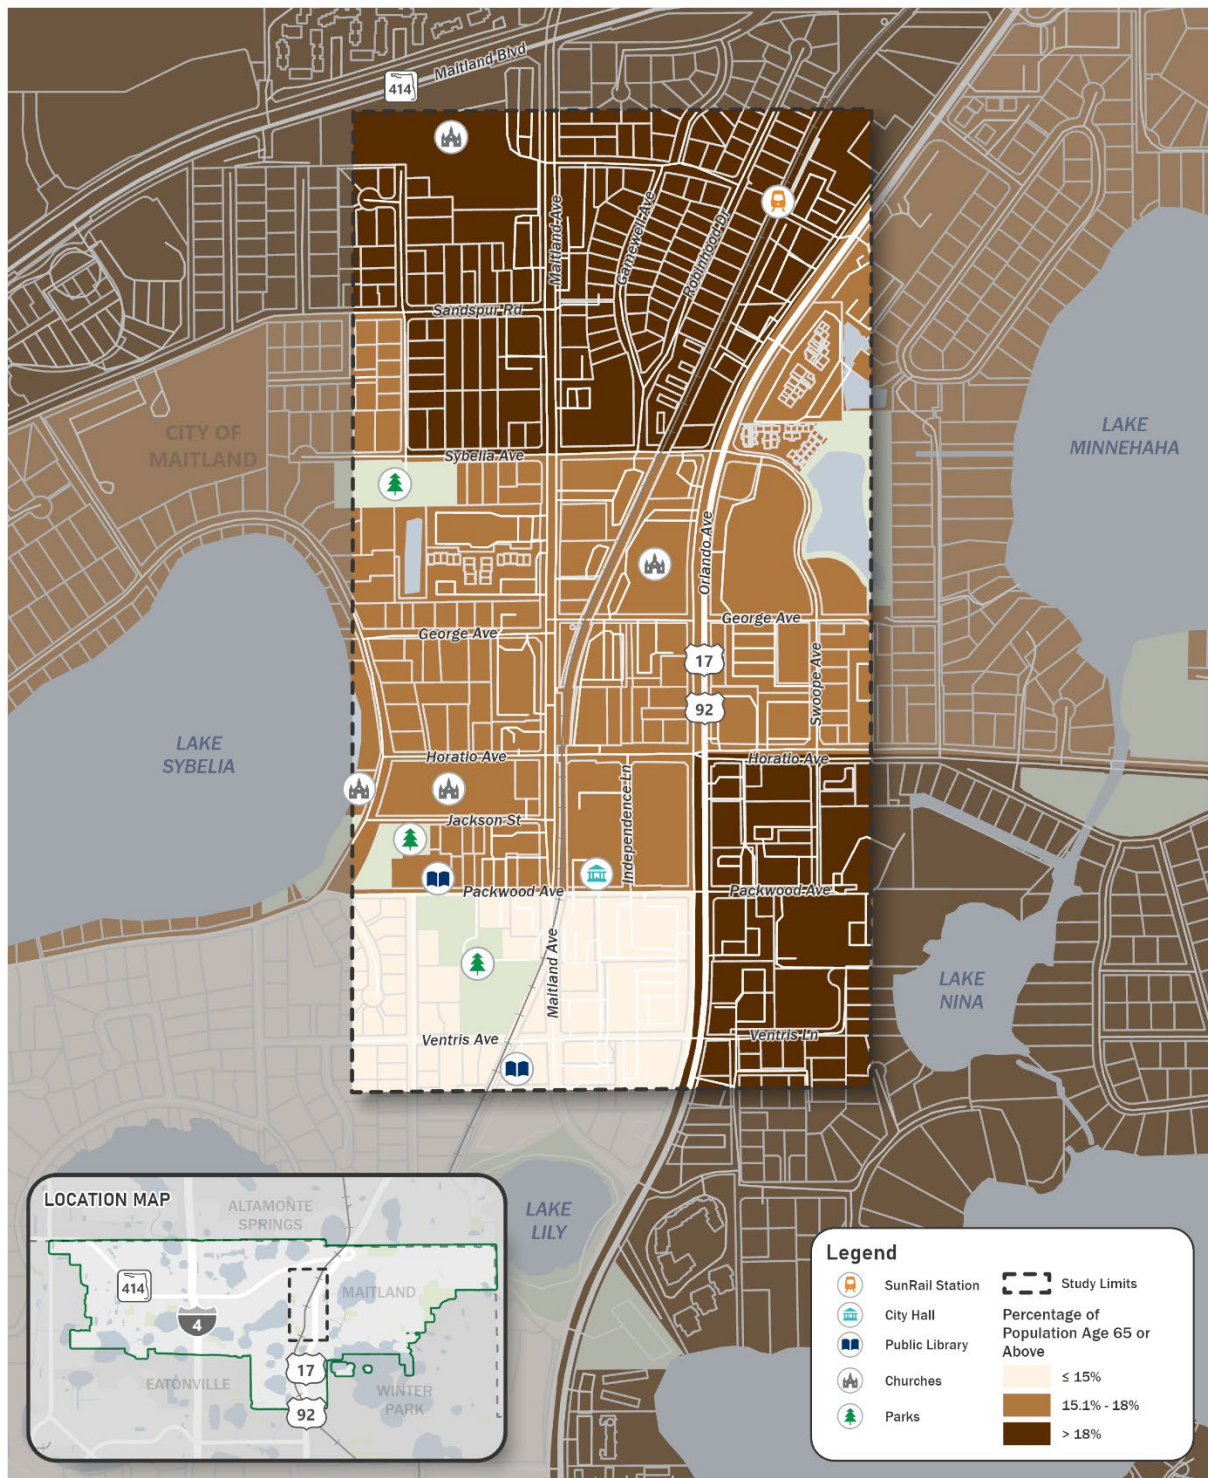 Maitland Blvd
414
Maitland Ave
Gamewell Ave
Robinhood Dr
Sandspur Rd
CITY OF
MAITLAND
LAKE
MINNEHAHA
Sybelia Ave
Orlando Ave
George Ave
George Ave
17
Swoope Ave
92
LAKE
SYBELIA
Horatio Ave
Horatio Ave
Independence Ln
Jackson St
Packwood Ave
Packwood Ave
Maitland Ave
LAKE
NINA
Ventris Ave
Ventris Ln
LAKE
LILY
LOCATION MAP
ALTAMONTE
SPRINGS
414
MAITLAND
4
17
EATONVILLE
WINTER
PARK
92
Legend
SunRail Station
City Hall
Public Library
Churches
Parks
Study Limits
Percentage of
Population Age 65 or
Above
≤ 15%
15.1% - 18%
> 18%